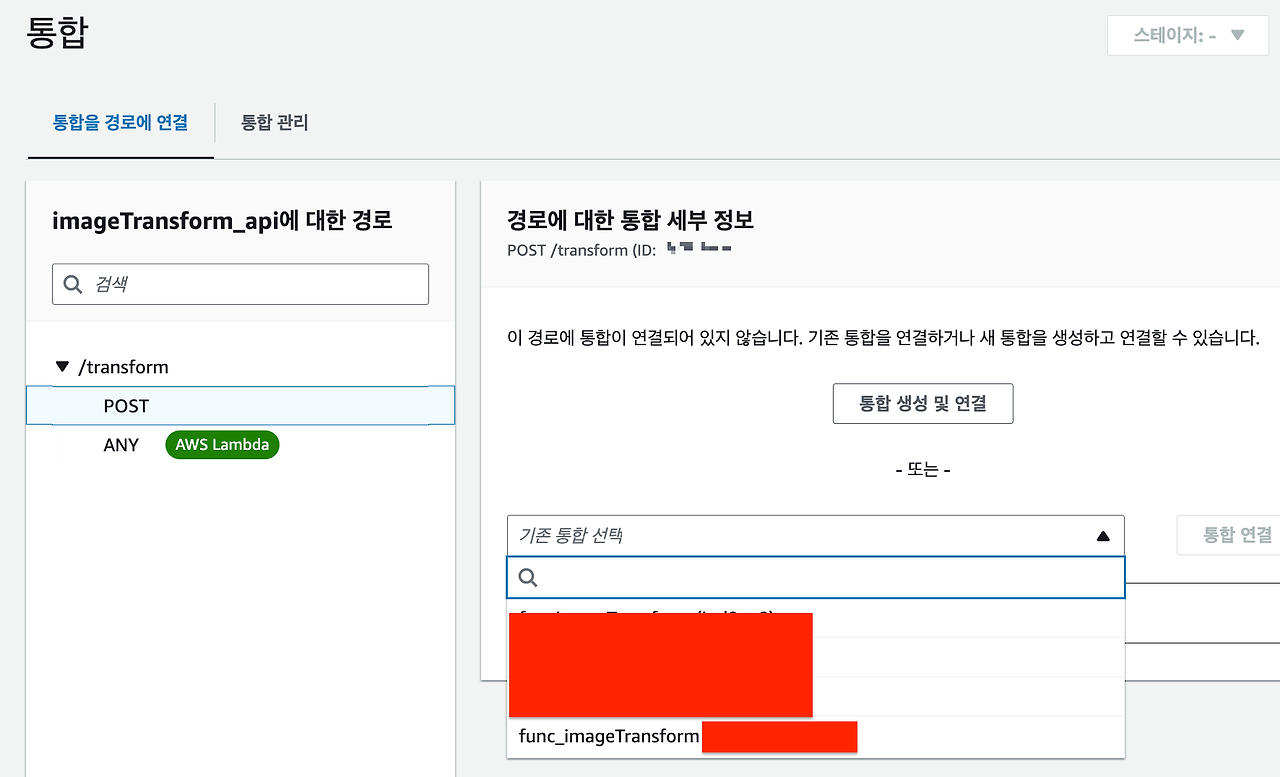 통합
스테이지: -
통합을 경로에 연결
통합 관리
imageTransform_api에 대한 경로
검색
/transform
POST
ANY
AWS Lambda
경로에 대한 통합 세부 정보
POST /transform (ID:
이 경로에 통합이 연결되어 있지 않습니다. 기존 통합을 연결하거나 새 통합을 생성하고 연결할 수 있습니다.
통합 생성 및 연결
- 또는 -
기존 통합 선택
통합 연결
func_imageTransform